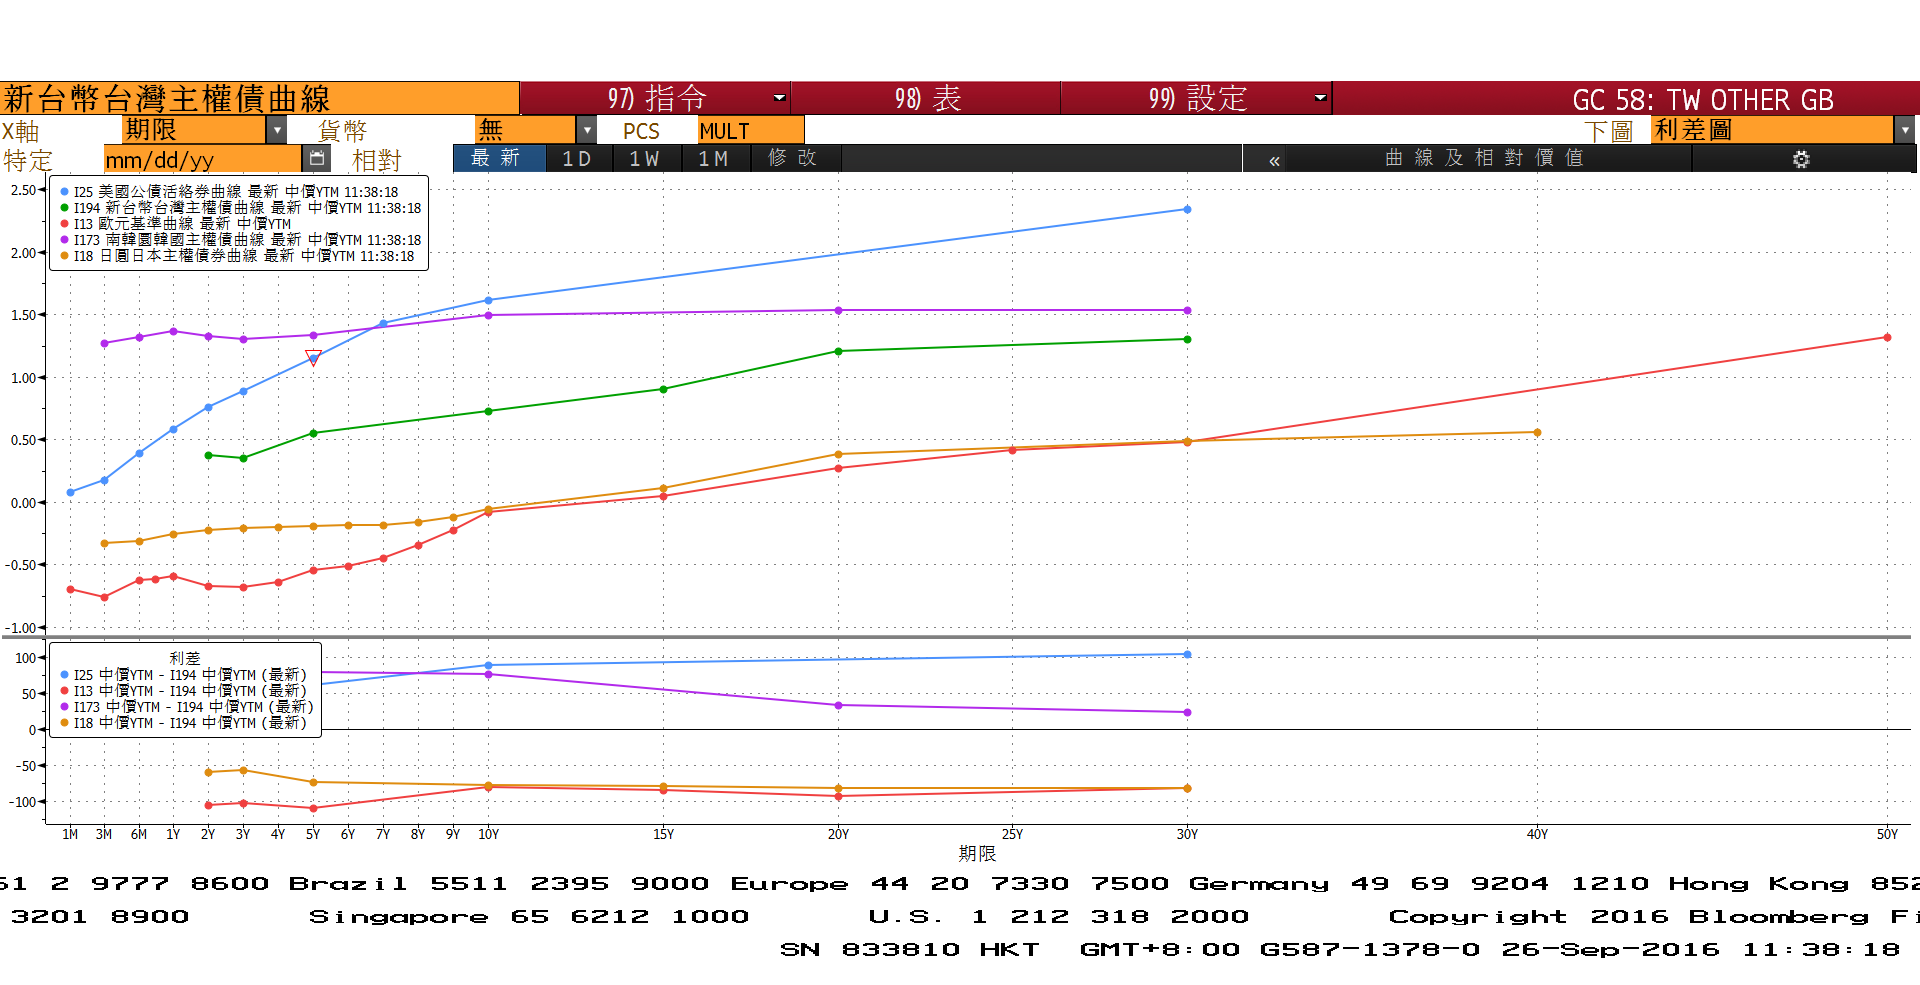 新台幣台灣主權債曲線 97) 指令 98) 表 99) 設定 GC 58: TW OTHER GB
X軸 期限 貨幣 無 PCS MULT 下圖 利差圖
特定 mm/dd/yy 相對 最新 1D 1W 1M 修改 « 曲線及相對價值
I25 美國公債活絡券曲線 最新 中價YTM 11:38:18
I194 新台幣台灣主權債曲線 最新 中價YTM 11:38:18
I13 歐元基準曲線 最新 中價YTM
I173 南韓圜韓國主權債曲線 最新 中價YTM 11:38:18
I18 日圓日本主權債券曲線 最新 中價YTM 11:38:18
2.50
2.00
1.50
1.00
0.50
0.00
-0.50
-1.00
利差
I25 中價YTM - I194 中價YTM (最新)
I13 中價YTM - I194 中價YTM (最新)
I173 中價YTM - I194 中價YTM (最新)
I18 中價YTM - I194 中價YTM (最新)
100
50
0
-50
-100
1M 3M 6M 1Y 2Y 3Y 4Y 5Y 6Y 7Y 8Y 9Y 10Y 15Y 20Y 25Y 30Y 40Y 50Y
期限
61 2 9777 8600 Brazil 5511 2395 9000 Europe 44 20 7330 7500 Germany 49 69 9204 1210 Hong Kong 852
3201 8900 Singapore 65 6212 1000 U.S. 1 212 318 2000 Copyright 2016 Bloomberg Fi
SN 833810 HKT GMT+8:00 G587-1378-0 26-Sep-2016 11:38:18